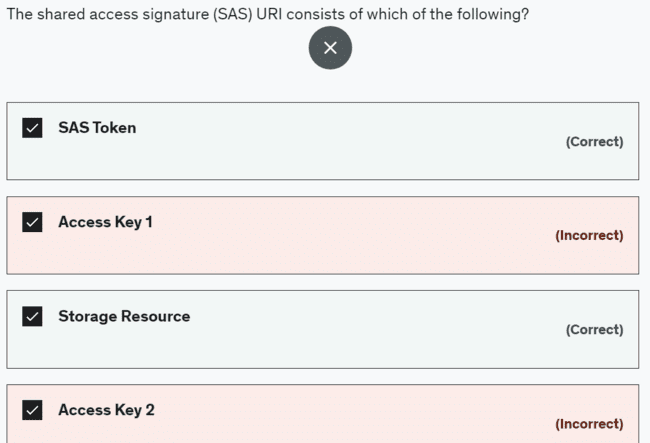 The shared access signature (SAS) URI consists of which of the following?
SAS Token
(Correct)
Access Key 1
(Incorrect)
Storage Resource
(Correct)
Access Key 2
(Incorrect)